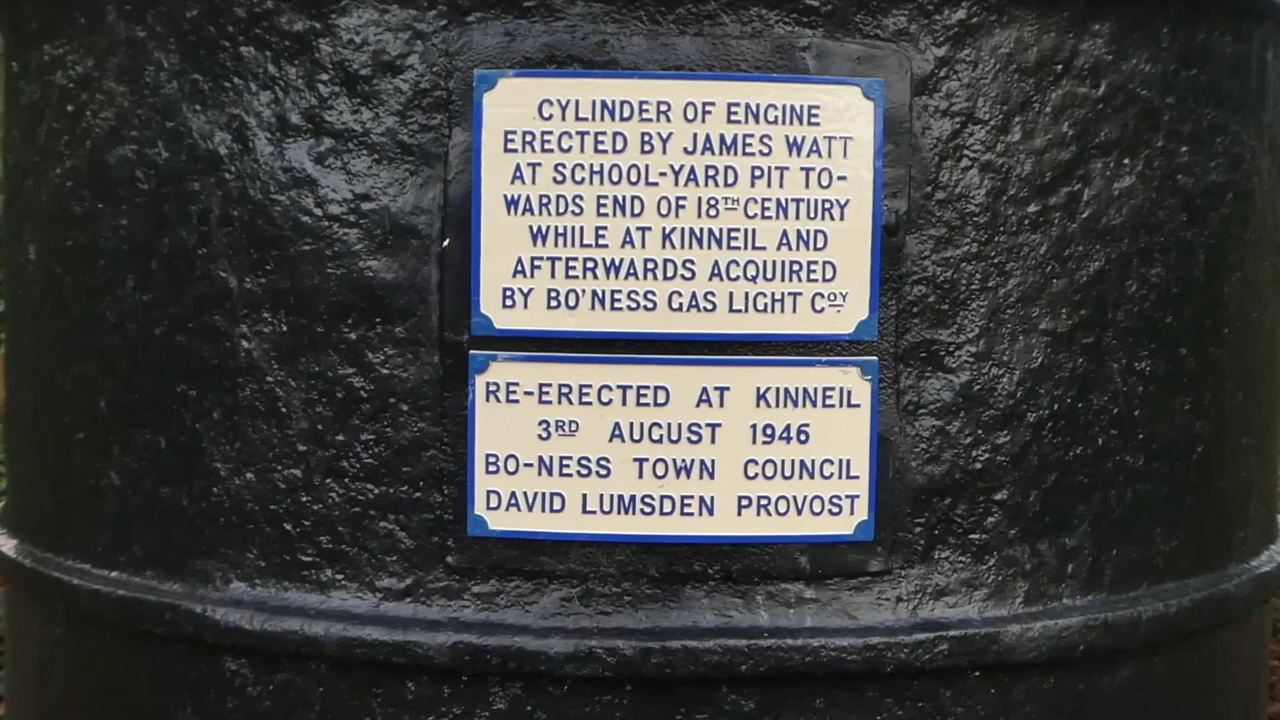 CYLINDER OF ENGINE
ERECTED BY JAMES WATT
AT SCHOOL-YARD PIT TO-
WARDS END OF 18TH CENTURY
WHILE AT KINNEIL AND
AFTERWARDS ACQUIRED
BY BO'NESS GAS LIGHT COY.
RE-ERECTED AT KINNEIL
3RD AUGUST 1946
BO-NESS TOWN COUNCIL
DAVID LUMSDEN PROVOST